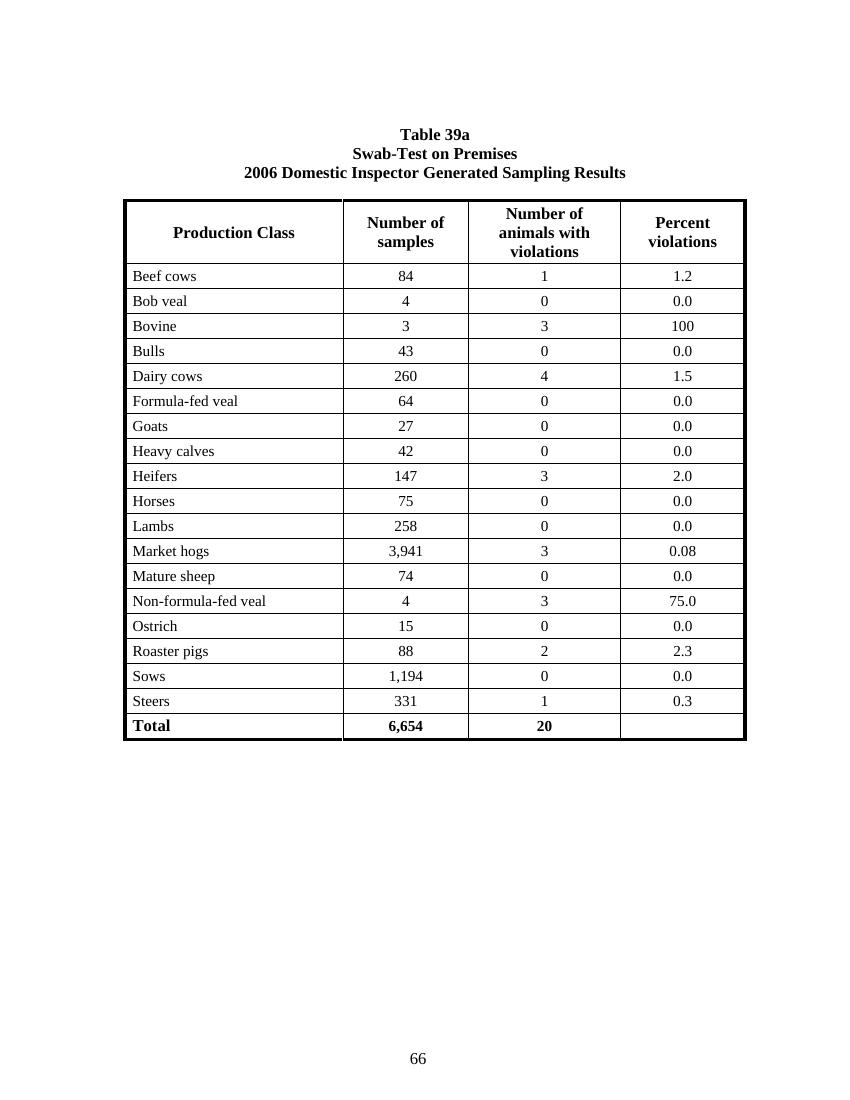 Table 39a
Swab-Test on Premises
2006 Domestic Inspector Generated Sampling Results
Production Class Number of samples Number of animals with violations Percent violations
Beef cows 84 1 1.2
Bob veal 4 0 0.0
Bovine 3 3 100
Bulls 43 0 0.0
Dairy cows 260 4 1.5
Formula-fed veal 64 0 0.0
Goats 27 0 0.0
Heavy calves 42 0 0.0
Heifers 147 3 2.0
Horses 75 0 0.0
Lambs 258 0 0.0
Market hogs 3,941 3 0.08
Mature sheep 74 0 0.0
Non-formula-fed veal 4 3 75.0
Ostrich 15 0 0.0
Roaster pigs 88 2 2.3
Sows 1,194 0 0.0
Steers 331 1 0.3
Total 6,654 20
66